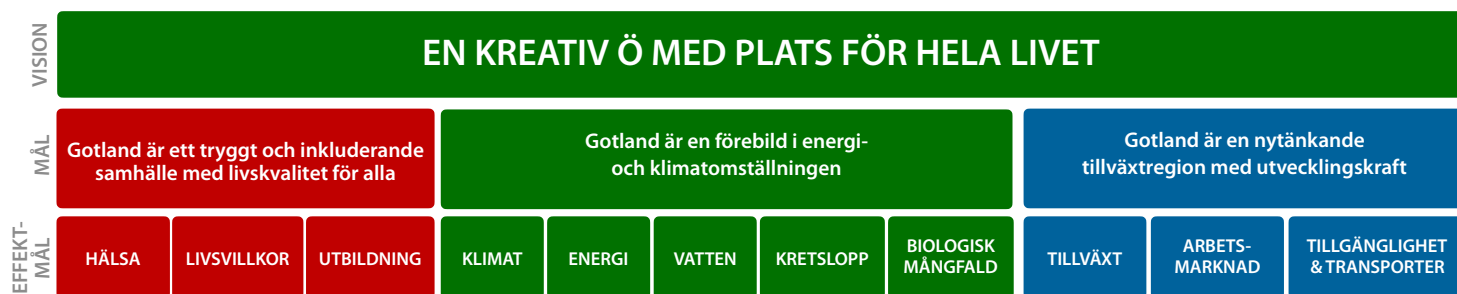 VISION
EN KREATIV Ö MED PLATS FÖR HELA LIVET
MÅL
Gotland är ett tryggt och inkluderande
samhälle med livskvalitet för alla
Gotland är en förebild i energi-
och klimatomställningen
Gotland är en nytänkande
tillväxtregion med utvecklingskraft
EFFEKT-
MÅL
HÄLSA
LIVSVILLKOR
UTBILDNING
KLIMAT
ENERGI
VATTEN
KRETSLOPP
BIOLOGISK
MÅNGFALD
TILLVÄXT
ARBETS-
MARKNAD
TILLGÄNGLIGHET
& TRANSPORTER